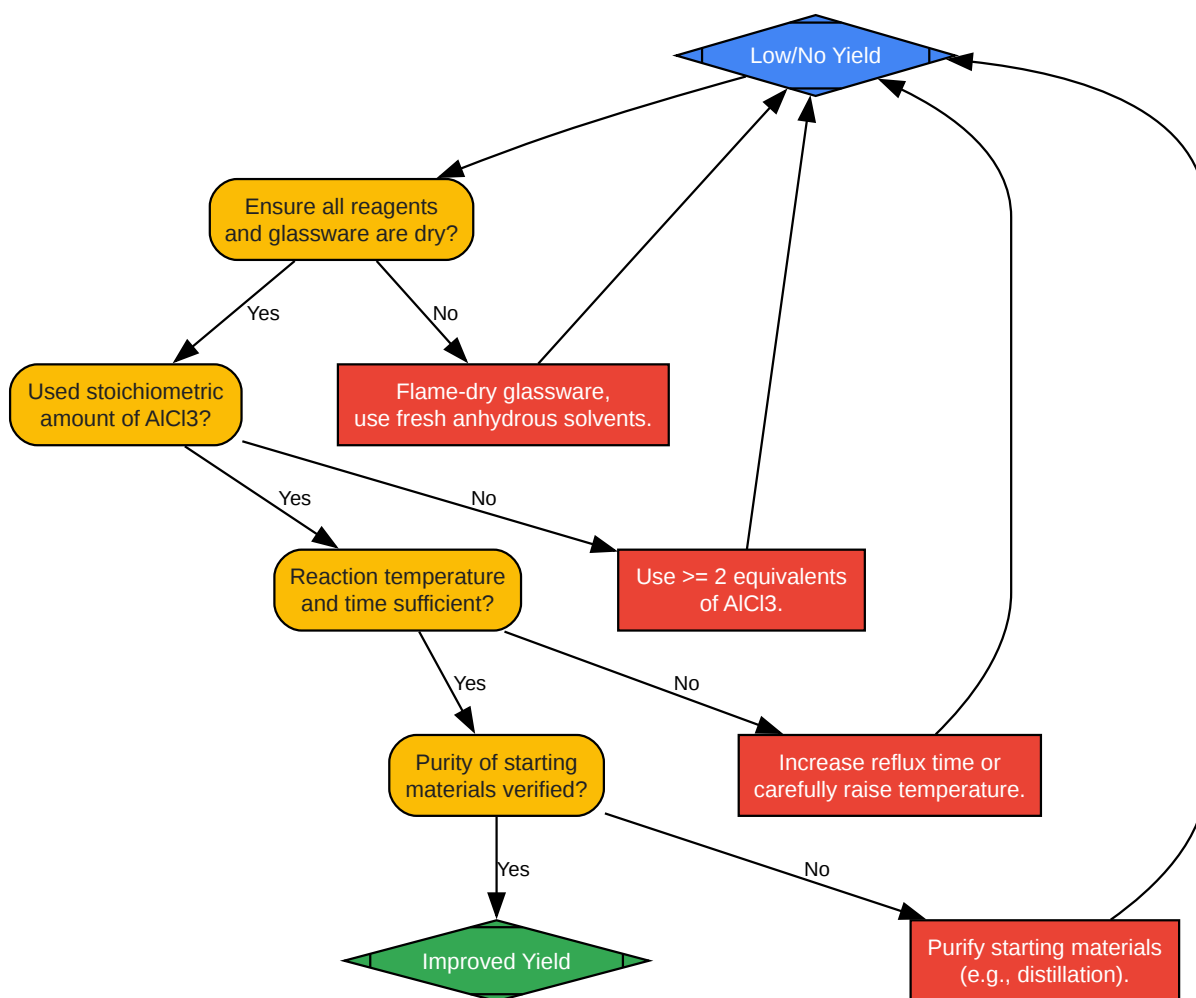 Low/No Yield
Ensure all reagents
and glassware are dry?
Yes
No
Used stoichiometric
amount of AlCl3?
Flame-dry glassware,
use fresh anhydrous solvents.
Yes
No
Reaction temperature
and time sufficient?
Use >= 2 equivalents
of AlCl3.
Yes
No
Purity of starting
materials verified?
Increase reflux time or
carefully raise temperature.
Yes
No
Improved Yield
Purify starting materials
(e.g., distillation).